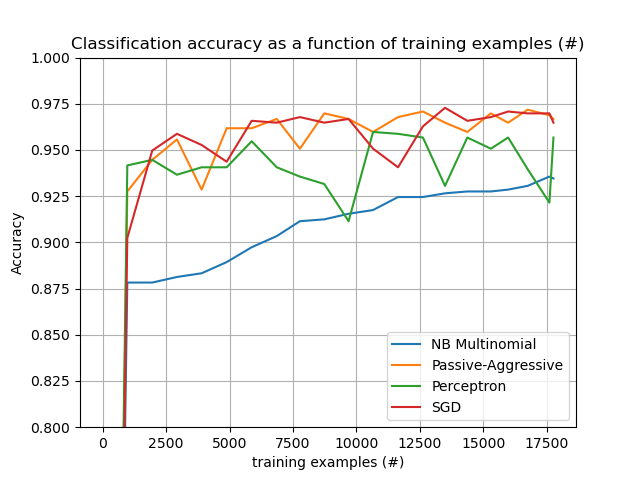 Classification accuracy as a function of training examples (#)
1.000
0.975
0.950
0.925
0.900
0.875
0.850
0.825
0.800
Accuracy
NB Multinomial
Passive-Aggressive
Perceptron
SGD
0 2500 5000 7500 10000 12500 15000 17500
training examples (#)